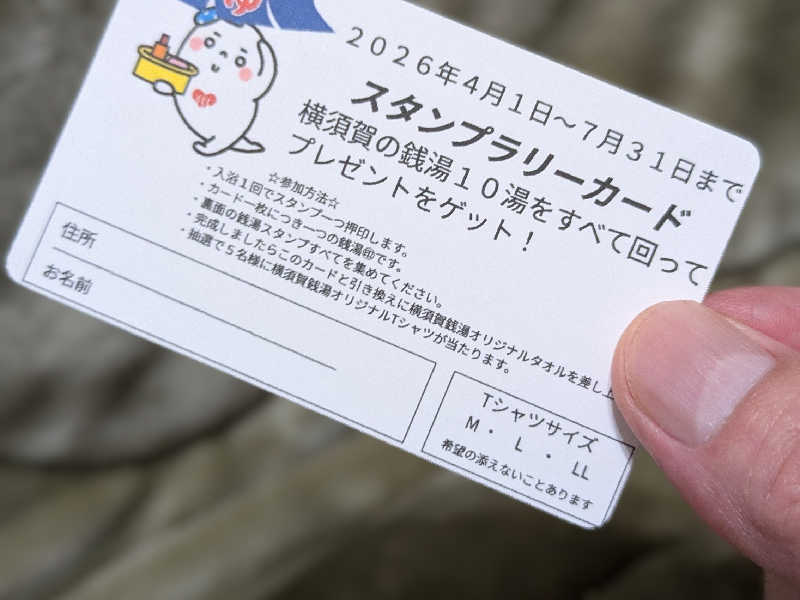 ゆ
2026年4月1日～7月31日まで
スタンプラリーカード
横須賀の銭湯10湯をすべて回って
プレゼントをゲット！
☆参加方法☆
・入浴1回でスタンプ一つ押印します。
・カード一枚につき一つの銭湯印です。
・裏面の銭湯スタンプすべてを集めてください。
・完成しましたらこのカードと引き換えに横須賀銭湯オリジナルタオルを差し上
・抽選で5名様に横須賀銭湯オリジナルTシャツが当たります。
住所
お名前
Tシャツサイズ
M・　L　・　LL
希望の添えないことあります